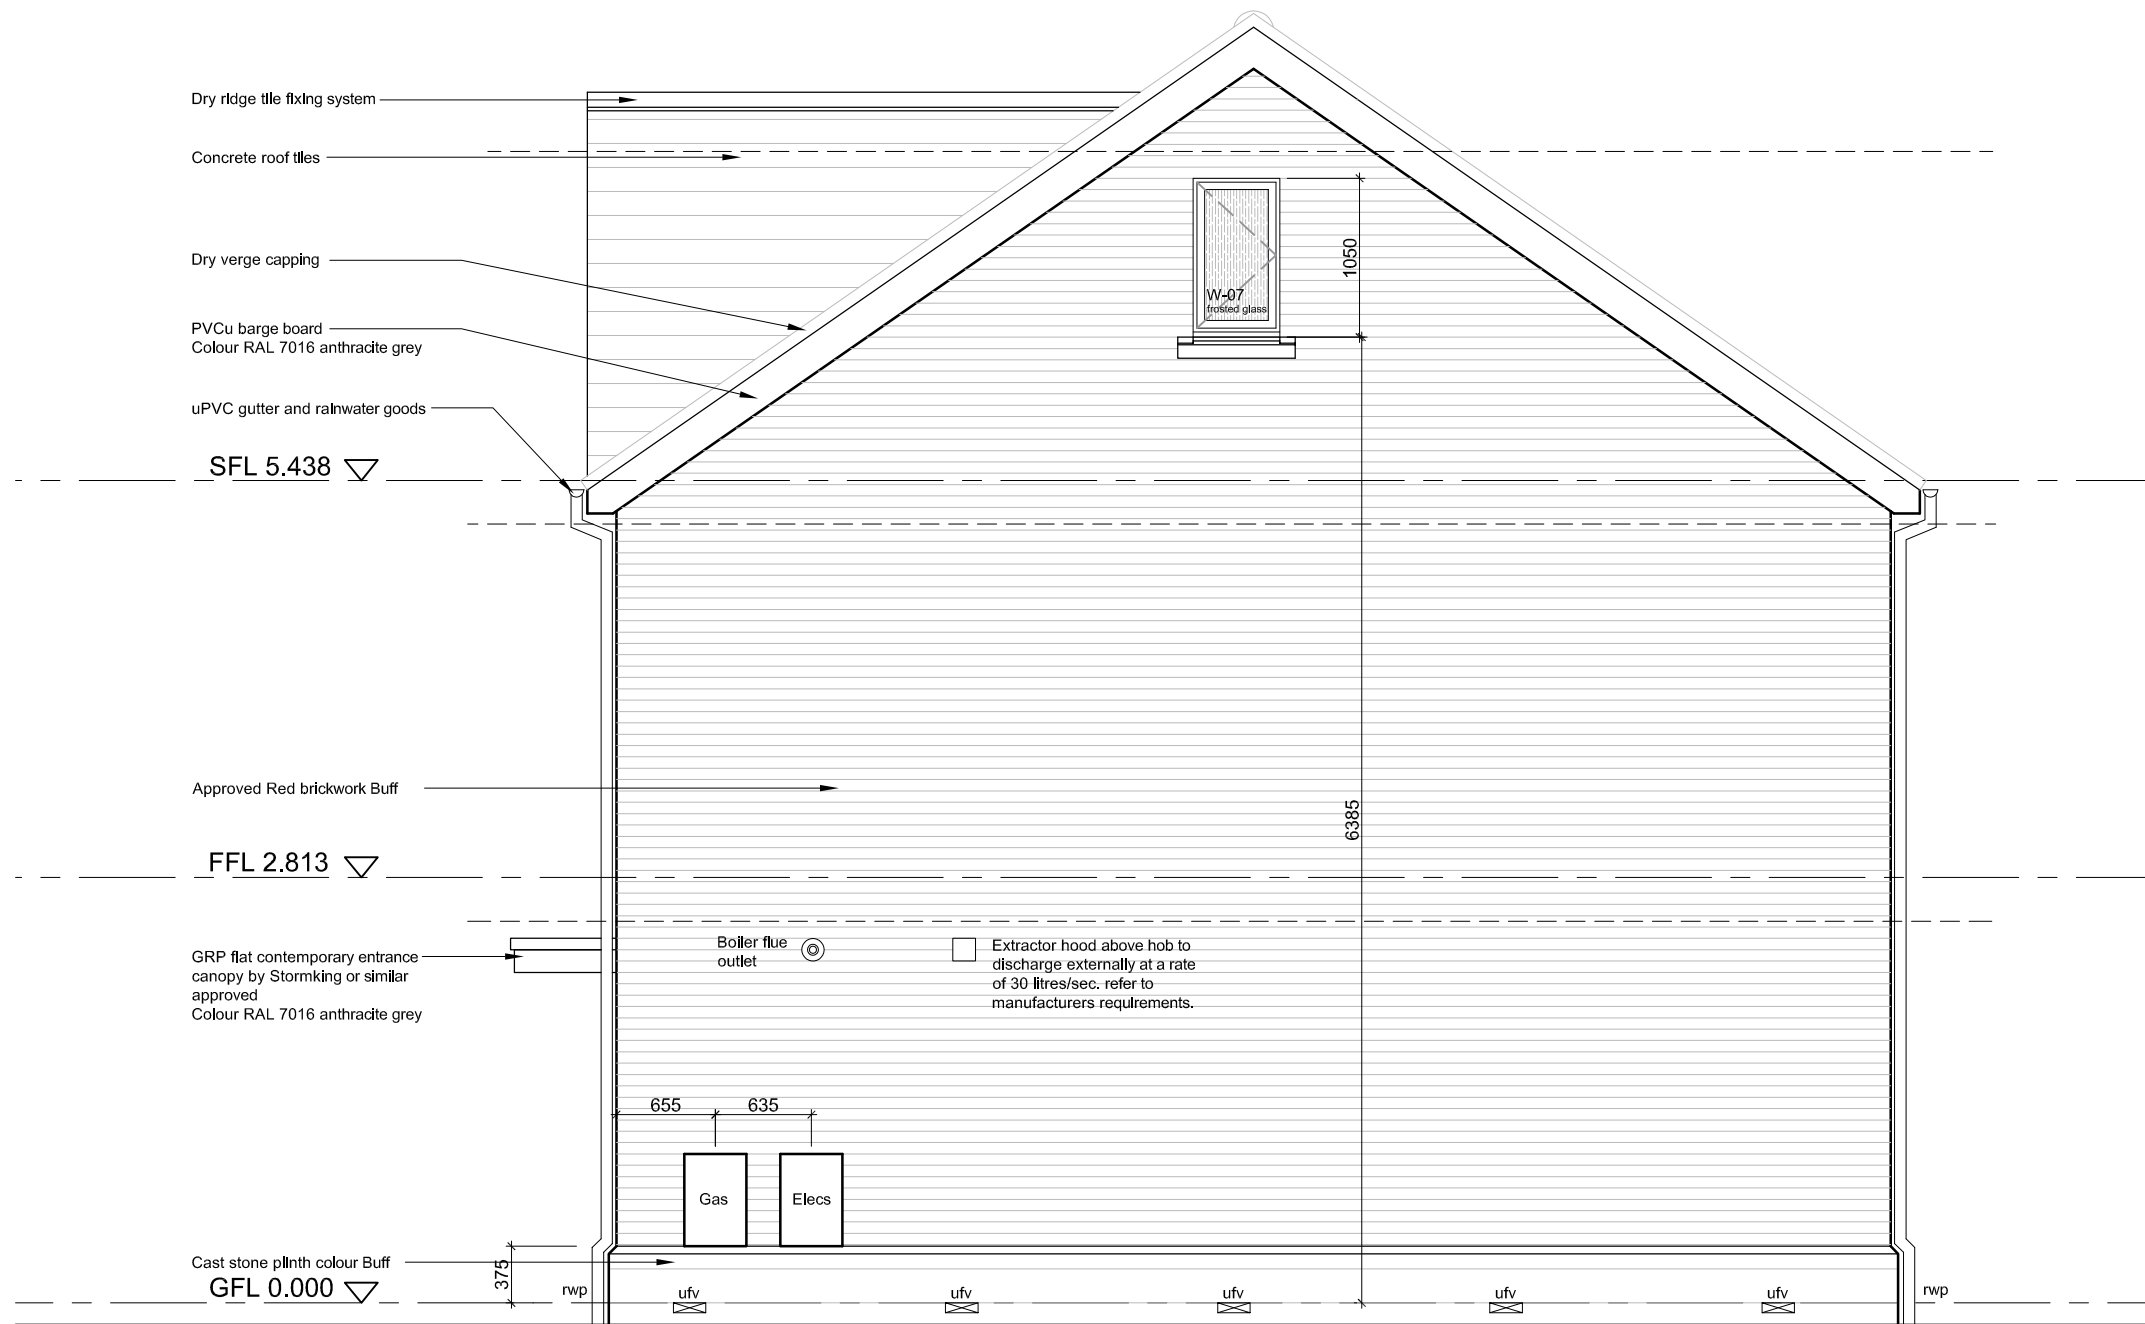 Dry ridge tile fixing system
Concrete roof tiles
Dry verge capping
PVCu barge board
Colour RAL 7016 anthracite grey
uPVC gutter and rainwater goods
SFL 5.438
1050
W-07
frosted glass
Approved Red brickwork Buff
6385
FFL 2.813
GRP flat contemporary entrance
canopy by Stormking or similar
approved
Colour RAL 7016 anthracite grey
Boiler flue
outlet
Extractor hood above hob to
discharge externally at a rate
of 30 litres/sec. refer to
manufacturers requirements.
655
635
Gas
Elecs
Cast stone plinth colour Buff
GFL 0.000
375
rwp
ufv
ufv
ufv
ufv
ufv
rwp